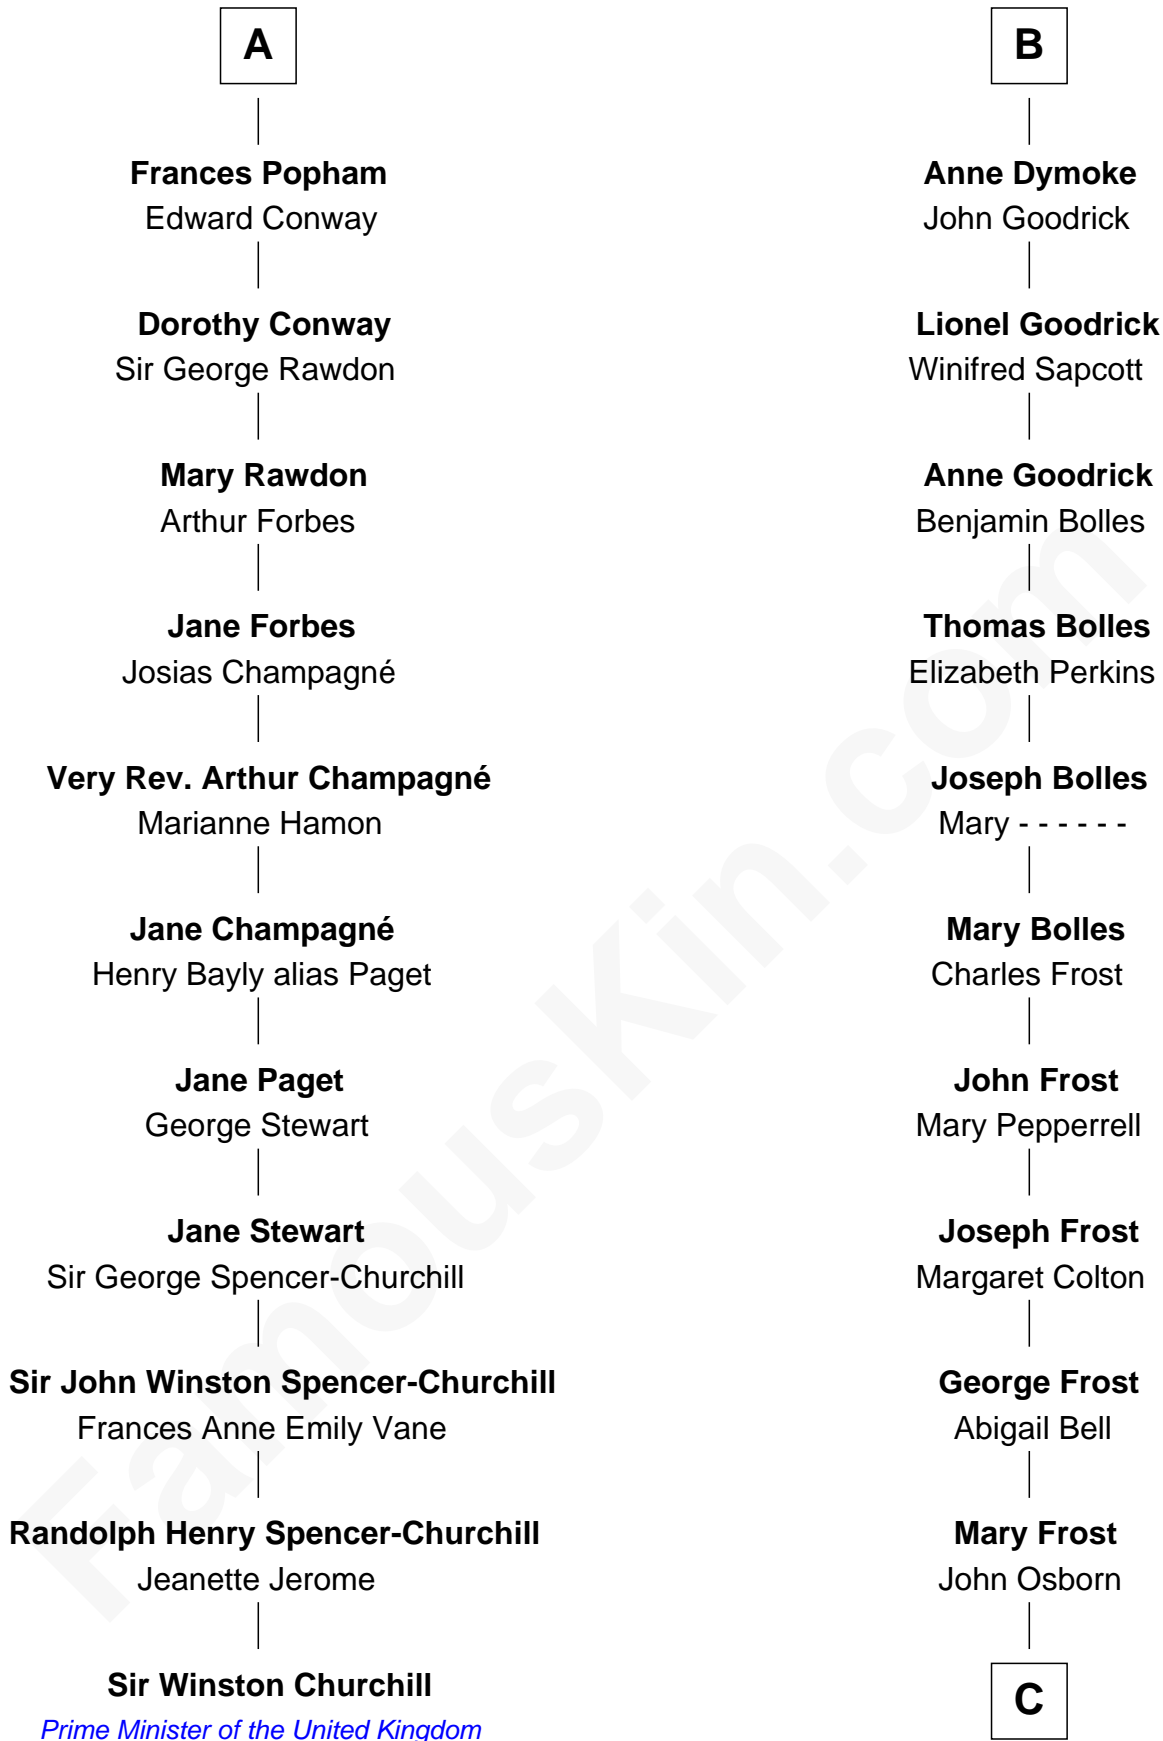 A
Frances Popham
Edward Conway
Dorothy Conway
Sir George Rawdon
Mary Rawdon
Arthur Forbes
Jane Forbes
Josias Champagné
Very Rev. Arthur Champagné
Marianne Hamon
Jane Champagné
Henry Bayly alias Paget
Jane Paget
George Stewart
Jane Stewart
Sir George Spencer-Churchill
Sir John Winston Spencer-Churchill
Frances Anne Emily Vane
Randolph Henry Spencer-Churchill
Jeanette Jerome
Sir Winston Churchill
Prime Minister of the United Kingdom
B
Anne Dymoke
John Goodrick
Lionel Goodrick
Winifred Sapcott
Anne Goodrick
Benjamin Bolles
Thomas Bolles
Elizabeth Perkins
Joseph Bolles
Mary - - - - - -
Mary Bolles
Charles Frost
John Frost
Mary Pepperrell
Joseph Frost
Margaret Colton
George Frost
Abigail Bell
Mary Frost
John Osborn
C
FamousKin.com